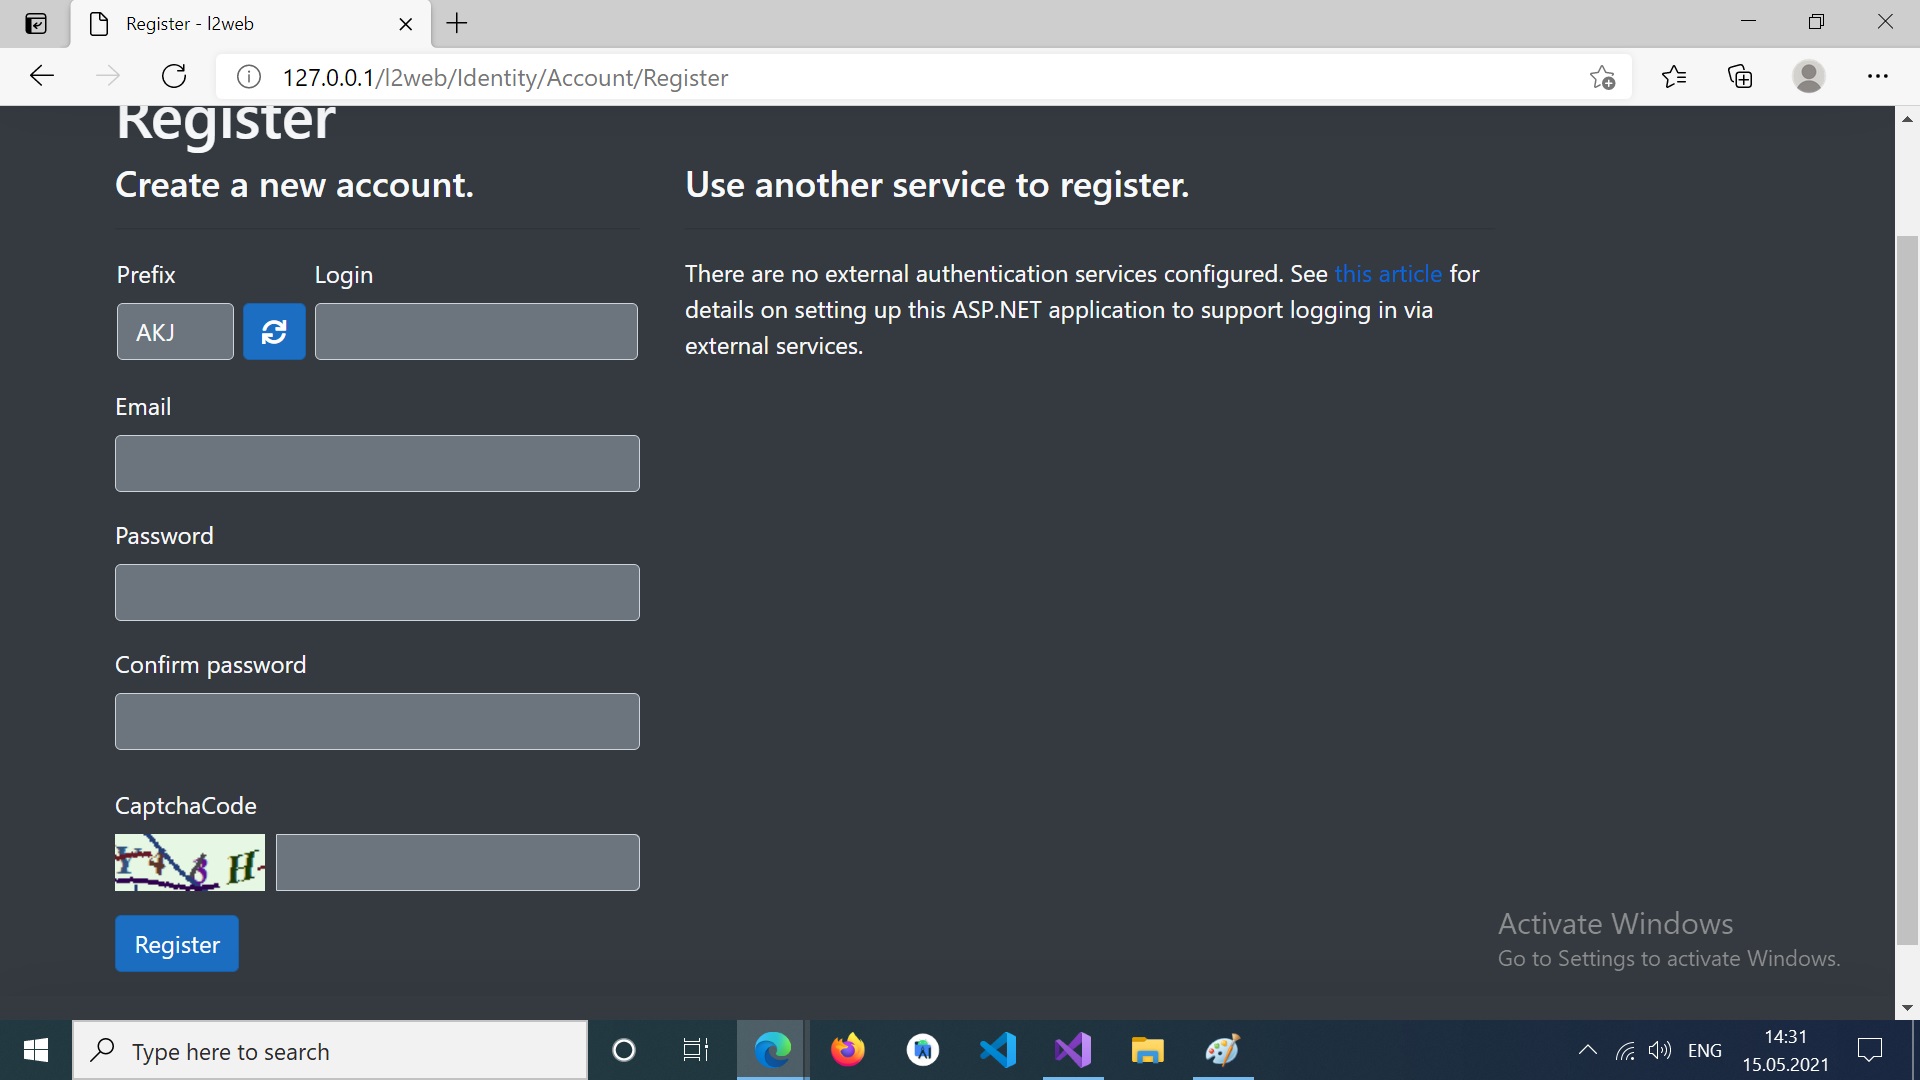 Register - l2web
127.0.0.1/l2web/Identity/Account/Register
Register
Create a new account.
Use another service to register.
Prefix
Login
AKJ
There are no external authentication services configured. See this article for
details on setting up this ASP.NET application to support logging in via
external services.
Email
Password
Confirm password
CaptchaCode
Register
Activate Windows
Go to Settings to activate Windows.
Type here to search
ENG
14:31
15.05.2021